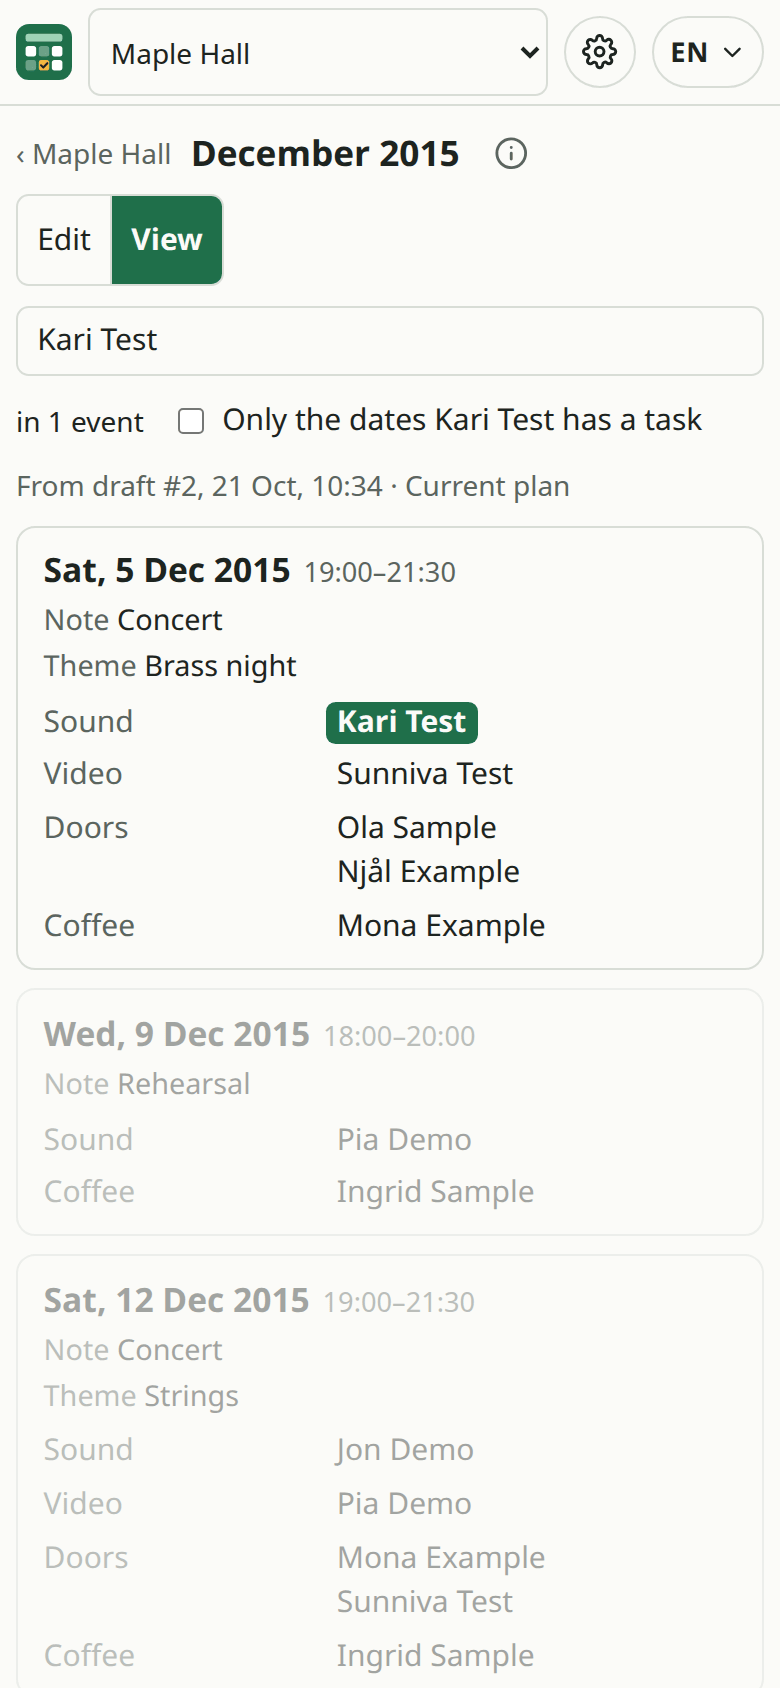 Maple Hall
EN
‹ Maple Hall December 2015
Edit View
Kari Test
in 1 event Only the dates Kari Test has a task
From draft #2, 21 Oct, 10:34 · Current plan
Sat, 5 Dec 2015 19:00–21:30
Note Concert
Theme Brass night
Sound Kari Test
Video Sunniva Test
Doors Ola Sample
Njål Example
Coffee Mona Example
Wed, 9 Dec 2015 18:00–20:00
Note Rehearsal
Sound Pia Demo
Coffee Ingrid Sample
Sat, 12 Dec 2015 19:00–21:30
Note Concert
Theme Strings
Sound Jon Demo
Video Pia Demo
Doors Mona Example
Sunniva Test
Coffee Ingrid Sample